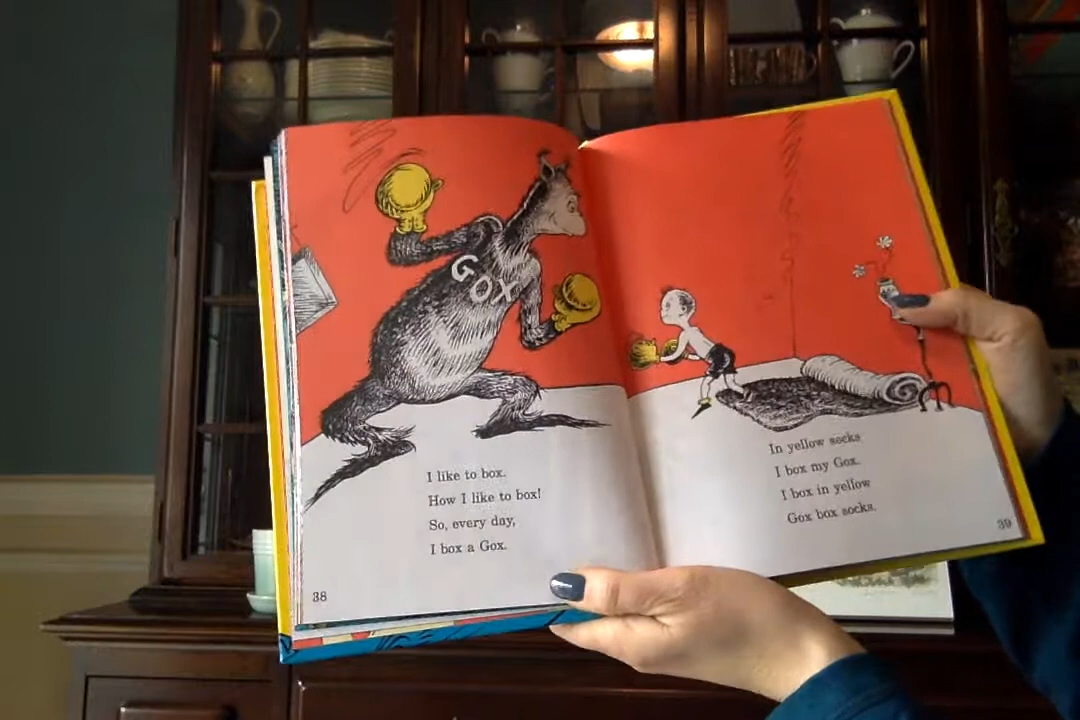 GOX
I like to box.
How I like to box!
So, every day,
I box a Gox.
38
In yellow socks
I box my Gox.
I box in yellow
Gox box socks.
39